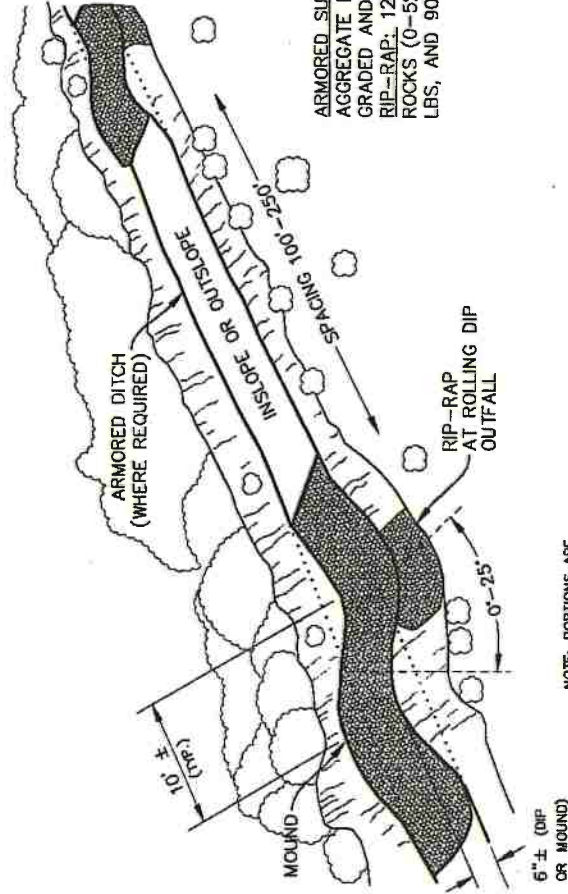 ARMORED DITCH
(WHERE REQUIRED)
INSLOPE OR OUTSLOPE
SPACING 100'-250'
10' ±
(TYP.)
MOUND
RIP-RAP
AT ROLLING DIP
OUTFALL
0°-25°
6"± (DIP
OR MOUND)
NOTE: PORTIONS ARE
ARMORED SU
AGGREGATE
GRADED AND
RIP-RAP: 12
ROCKS (0-5%
LBS, AND 90